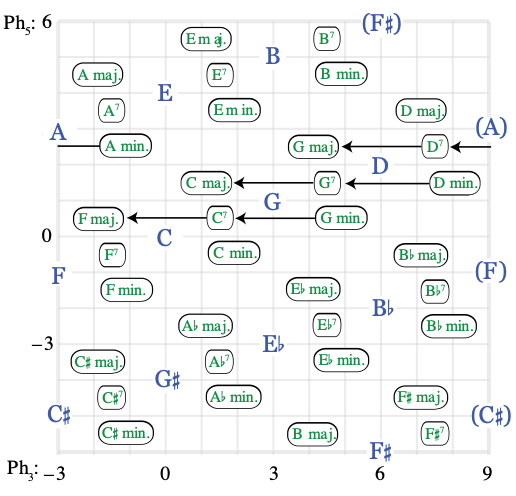 Ph₅: 6 (F♯)
E maj. B⁷
B
A maj. E⁷ B min.
E
A⁷ E min. D maj.
A (A)
A min. G maj. D⁷
D
C maj. G⁷ D min.
G
F maj. C⁷ G min.
0 C
F⁷ C min. B♭ maj.
F (F)
F min. E♭ maj. B♭⁷
B♭
A♭ maj. E♭⁷ B♭ min.
−3 E♭
C♯ maj. A♭⁷ E♭ min.
G♯
C♯⁷ A♭ min. F♯ maj.
C♯ (C♯)
C♯ min. B maj. F♯⁷
F♯
Ph₃: −3 0 3 6 9